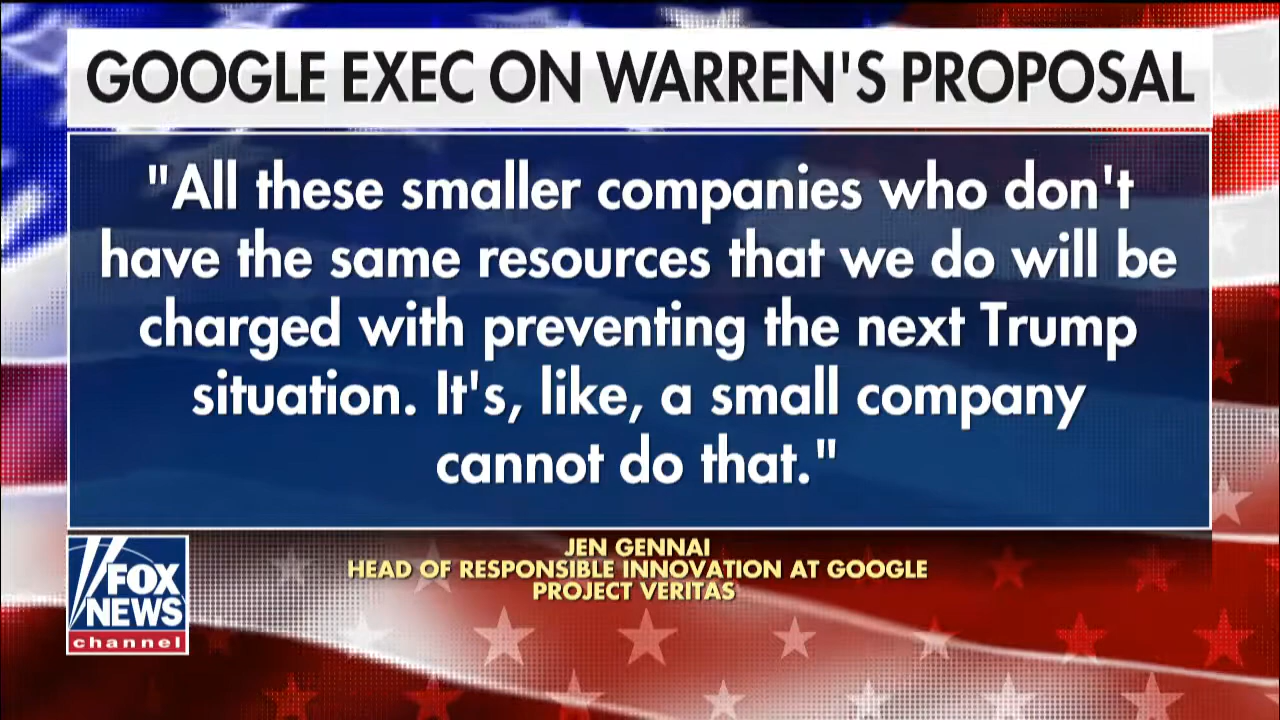 GOOGLE EXEC ON WARREN'S PROPOSAL
"All these smaller companies who don't
have the same resources that we do will be
charged with preventing the next Trump
situation. It's, like, a small company
cannot do that."
JEN GENNAI
HEAD OF RESPONSIBLE INNOVATION AT GOOGLE
PROJECT VERITAS
FOX
NEWS
channel